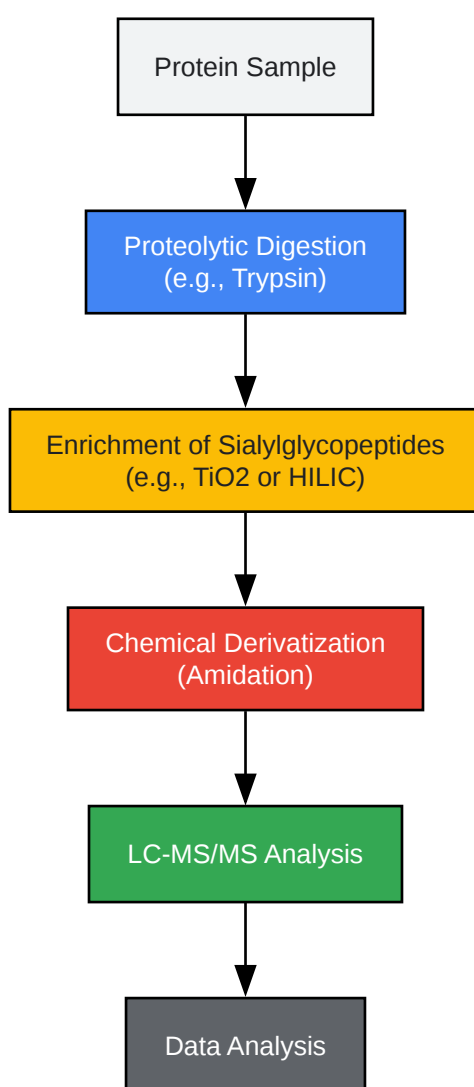 Protein Sample
Proteolytic Digestion
(e.g., Trypsin)
Enrichment of Sialylglycopeptides
(e.g., TiO2 or HILIC)
Chemical Derivatization
(Amidation)
LC-MS/MS Analysis
Data Analysis